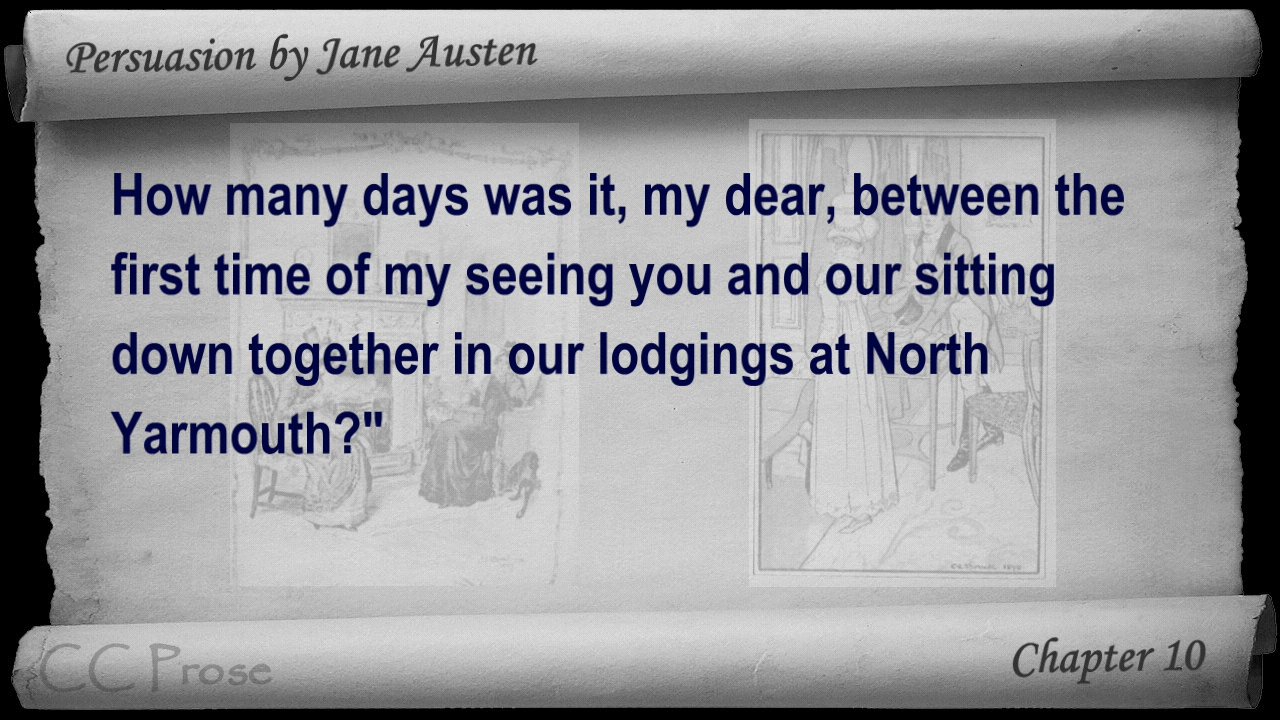 Persuasion by Jane Austen
How many days was it, my dear, between the
first time of my seeing you and our sitting
down together in our lodgings at North
Yarmouth?"
CC Prose
Chapter 10